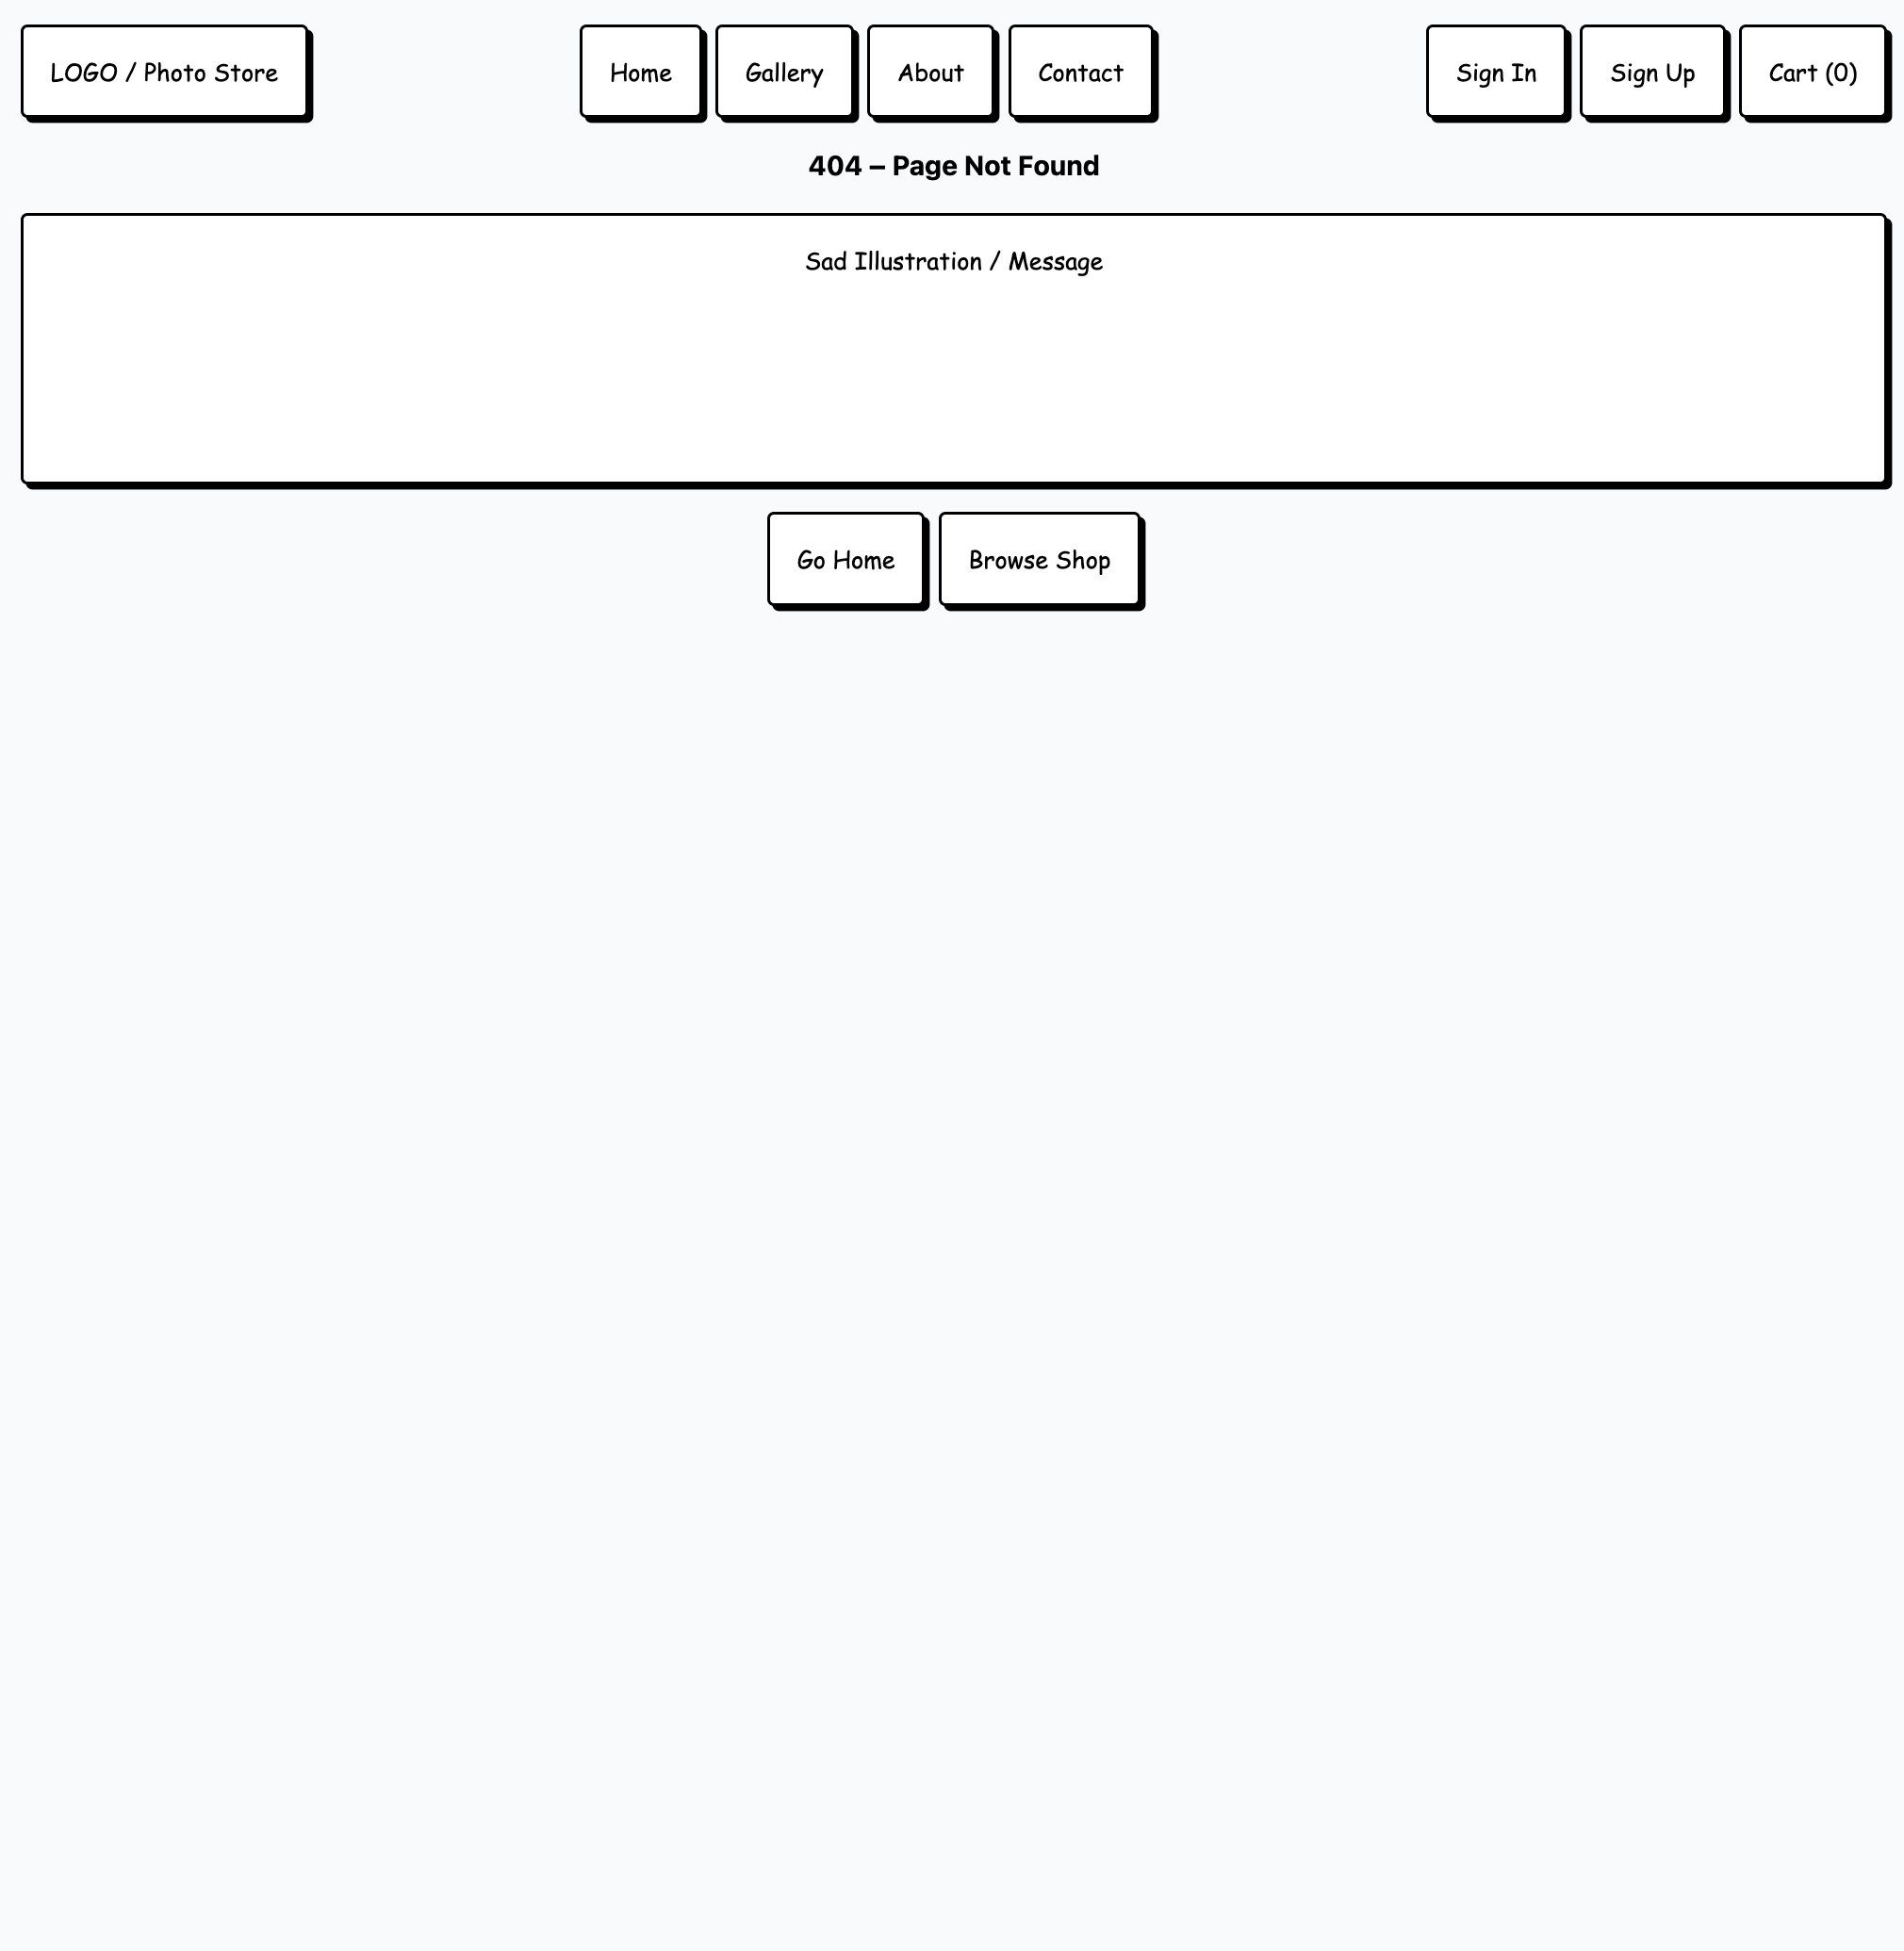 LOGO / Photo Store
Home
Gallery
About
Contact
Sign In
Sign Up
Cart (0)
404 – Page Not Found
Sad Illustration / Message
Go Home
Browse Shop